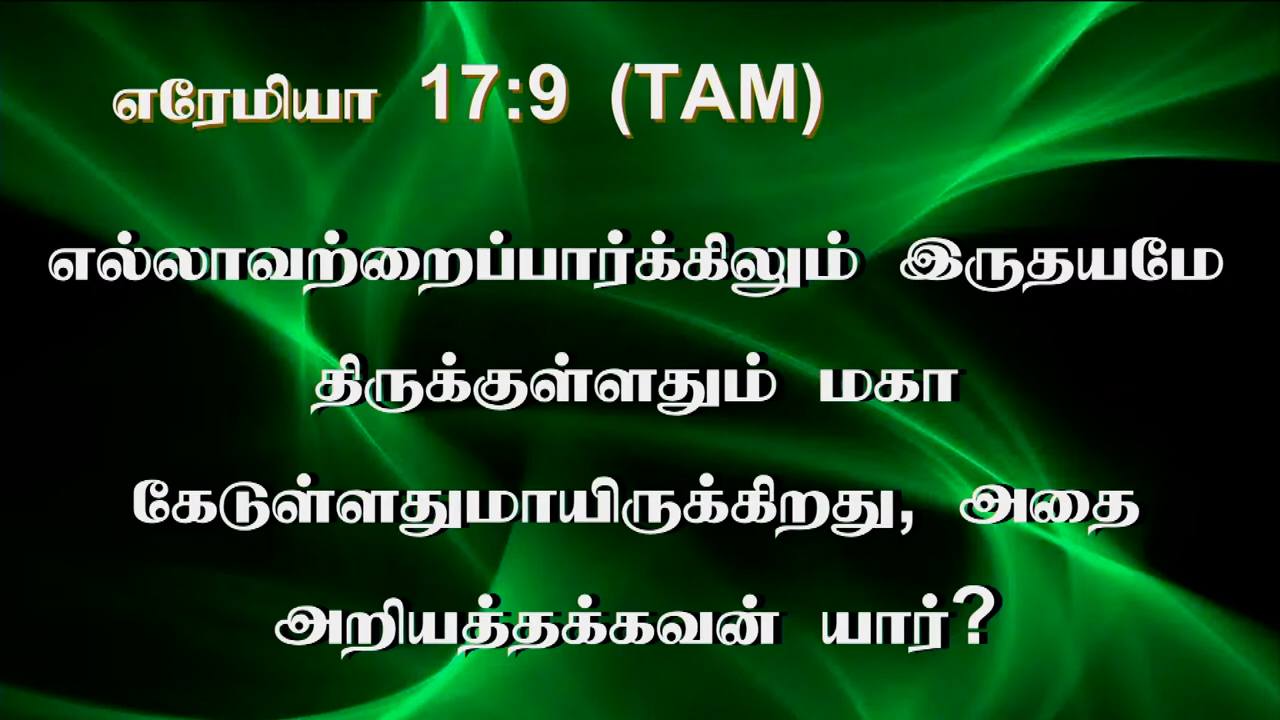 எரேமியா 17:9 (TAM)
எல்லாவற்றைப்பார்க்கிலும் இருதயமே
திருக்குள்ளதும் மகா
கேடுள்ளதுமாயிருக்கிறது, அதை
அறியத்தக்கவன் யார்?